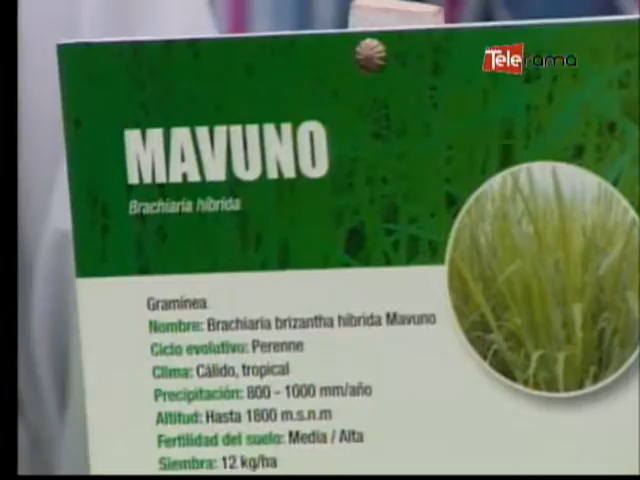 Telerama
MAVUNO
Brachiaria híbrida
Gramínea
Nombre: Brachiaria brizantha híbrida Mavuno
Ciclo evolutivo: Perenne
Clima: Cálido, tropical
Precipitación: 800 - 1000 mm/año
Altitud: Hasta 1800 m.s.n.m
Fertilidad del suelo: Media / Alta
Siembra: 12 kg/ha